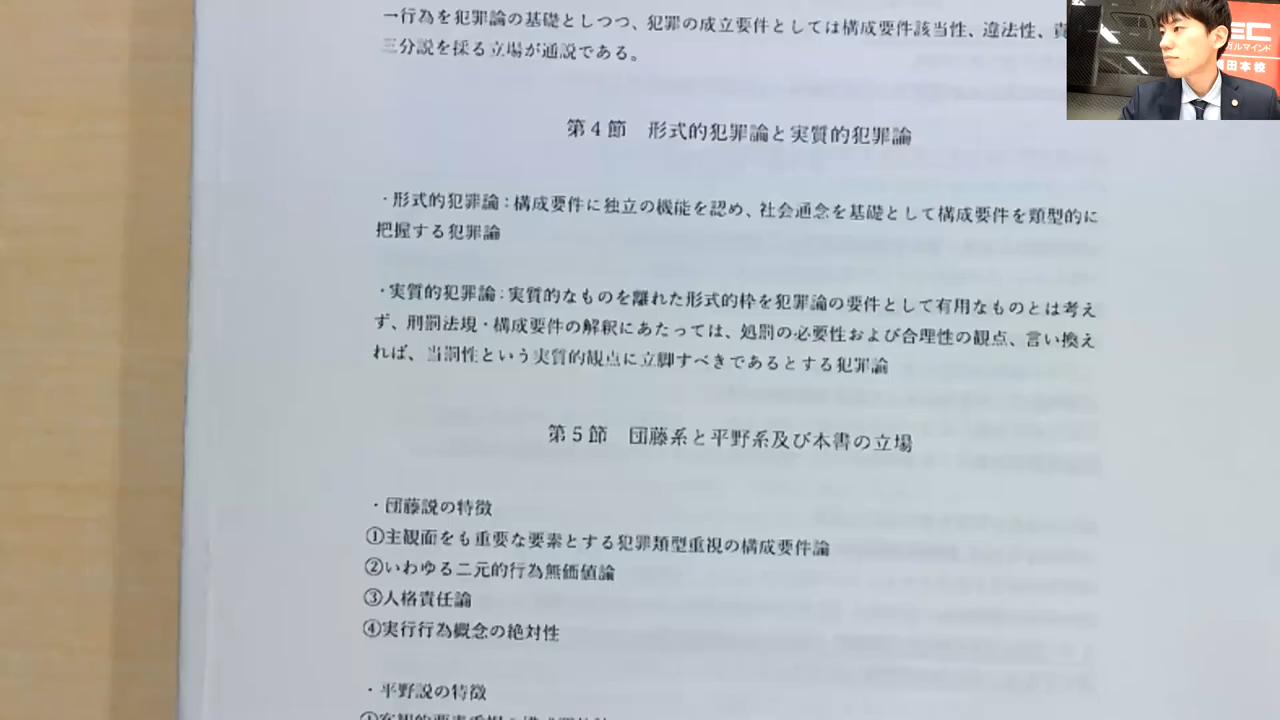 →行為を犯罪論の基礎としつつ、犯罪の成立要件としては構成要件該当性、違法性、責
三分説を採る立場が通説である。
第4節 形式的犯罪論と実質的犯罪論
・形式的犯罪論：構成要件に独立の機能を認め、社会通念を基礎として構成要件を類型的に
把握する犯罪論
・実質的犯罪論：実質的なものを離れた形式的枠を犯罪論の要件として有用なものとは考え
ず、刑罰法規・構成要件の解釈にあたっては、処罰の必要性および合理性の観点、言い換え
れば、当罰性という実質的観点に立脚すべきであるとする犯罪論
第5節 団藤系と平野系及び本書の立場
・団藤説の特徴
①主観面をも重要な要素とする犯罪類型重視の構成要件論
②いわゆる二元的行為無価値論
③人格責任論
④実行行為概念の絶対性
・平野説の特徴
EC
ガルマインド
田本校